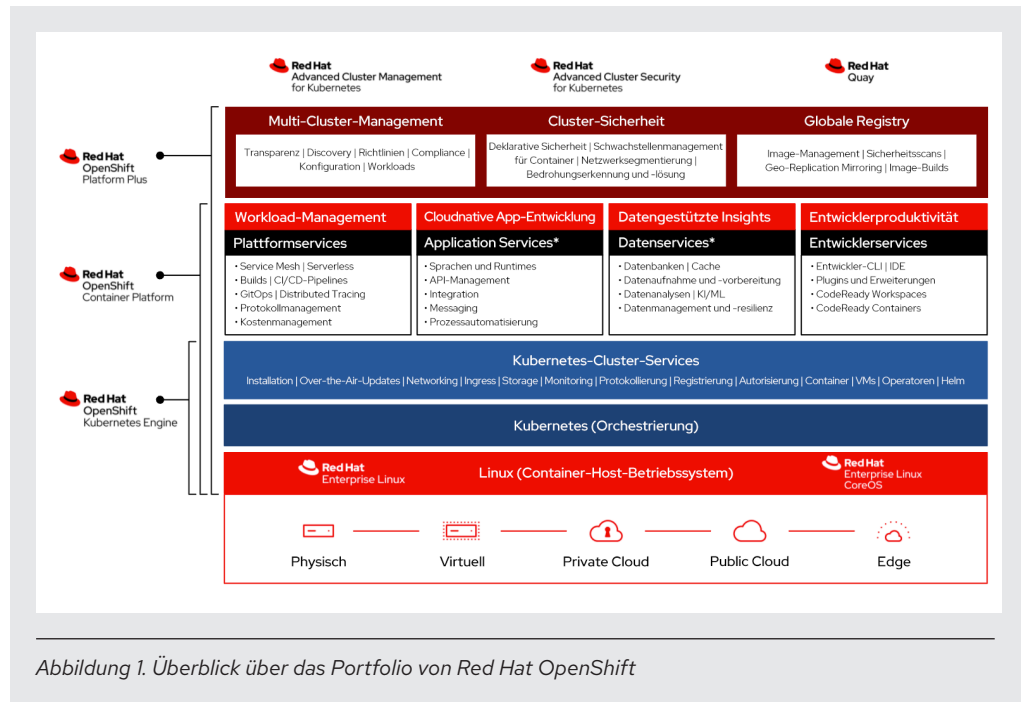 Red Hat
Advanced Cluster Management
for Kubernetes
Red Hat
Advanced Cluster Security
for Kubernetes
Red Hat
Quay
Red Hat
OpenShift
Platform Plus
Multi-Cluster-Management
Transparenz | Discovery | Richtlinien | Compliance |
Konfiguration | Workloads
Cluster-Sicherheit
Deklarative Sicherheit | Schwachstellenmanagement
für Container | Netzwerksegmentierung |
Bedrohungserkennung und -lösung
Globale Registry
Image-Management | Sicherheitsscans |
Geo-Replication Mirroring | Image-Builds
Red Hat
OpenShift
Container Platform
Workload-Management
Plattformservices
• Service Mesh | Serverless
• Builds | CI/CD-Pipelines
• GitOps | Distributed Tracing
• Protokollmanagement
• Kostenmanagement
Cloudnative App-Entwicklung
Application Services*
• Sprachen und Runtimes
• API-Management
• Integration
• Messaging
• Prozessautomatisierung
Datengestützte Insights
Datenservices*
• Datenbanken | Cache
• Datenaufnahme und -vorbereitung
• Datenanalysen | KI/ML
• Datenmanagement und -resilienz
Entwicklerproduktivität
Entwicklerservices
• Entwickler-CLI | IDE
• Plugins und Erweiterungen
• CodeReady Workspaces
• CodeReady Containers
Red Hat
OpenShift
Kubernetes Engine
Kubernetes-Cluster-Services
Installation | Over-the-Air-Updates | Networking | Ingress | Storage | Monitoring | Protokollierung | Registrierung | Autorisierung | Container | VMs | Operatoren | Helm
Kubernetes (Orchestrierung)
Red Hat
Enterprise Linux
Linux (Container-Host-Betriebssystem)
Red Hat
Enterprise Linux
CoreOS
Physisch
Virtuell
Private Cloud
Public Cloud
Edge
Abbildung 1. Überblick über das Portfolio von Red Hat OpenShift